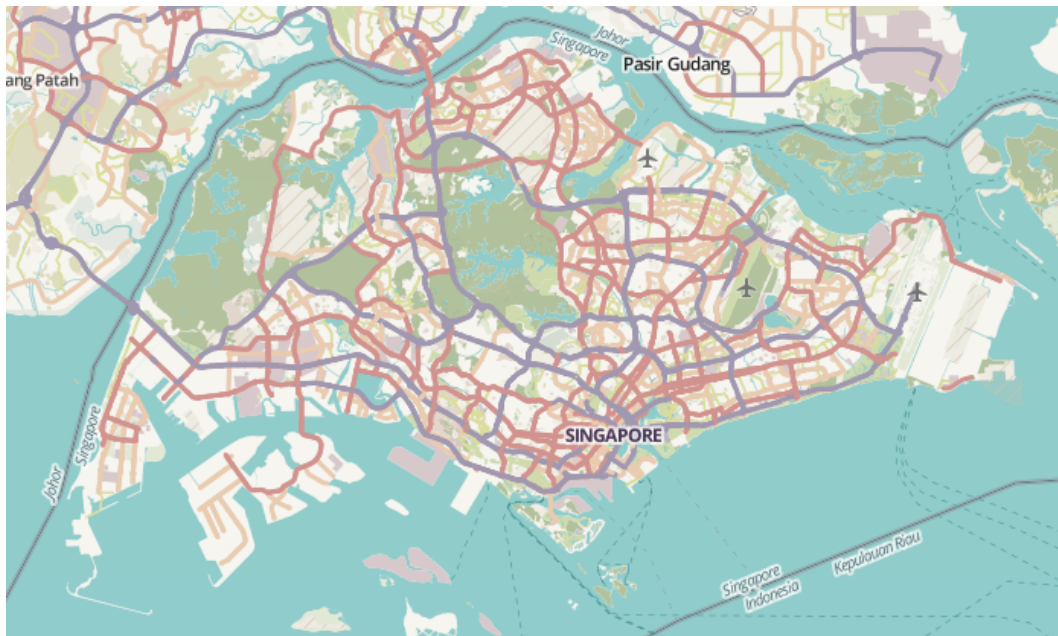 Johor
Singapore
Pasir Gudang
ang Patah
Johor
Singapore
SINGAPORE
Singapore
Indonesia
Kepulauan Riau